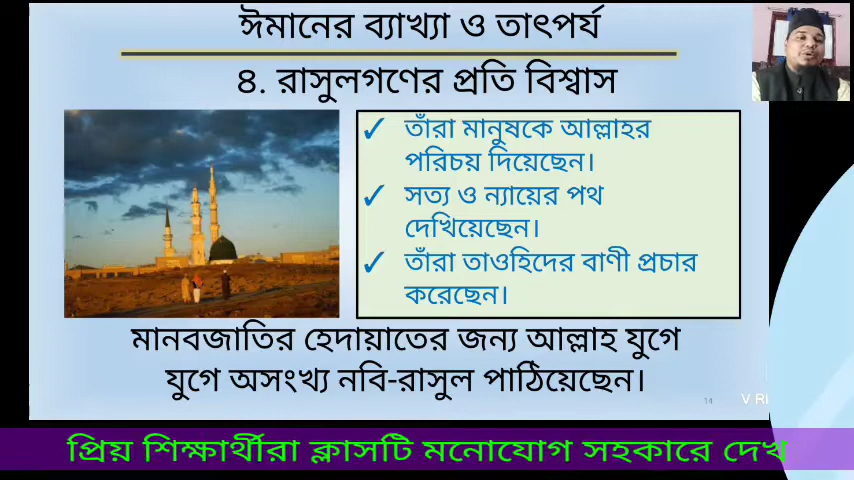 ঈমানের ব্যাখ্যা ও তাৎপর্য
৪. রাসুলগণের প্রতি বিশ্বাস
✓ তাঁরা মানুষকে আল্লাহর
পরিচয় দিয়েছেন।
✓ সত্য ও ন্যায়ের পথ
দেখিয়েছেন।
✓ তাঁরা তাওহিদের বাণী প্রচার
করেছেন।
মানবজাতির হেদায়াতের জন্য আল্লাহ যুগে
যুগে অসংখ্য নবি-রাসুল পাঠিয়েছেন।
14
প্রিয় শিক্ষার্থীরা ক্লাসটি মনোযোগ সহকারে দেখ